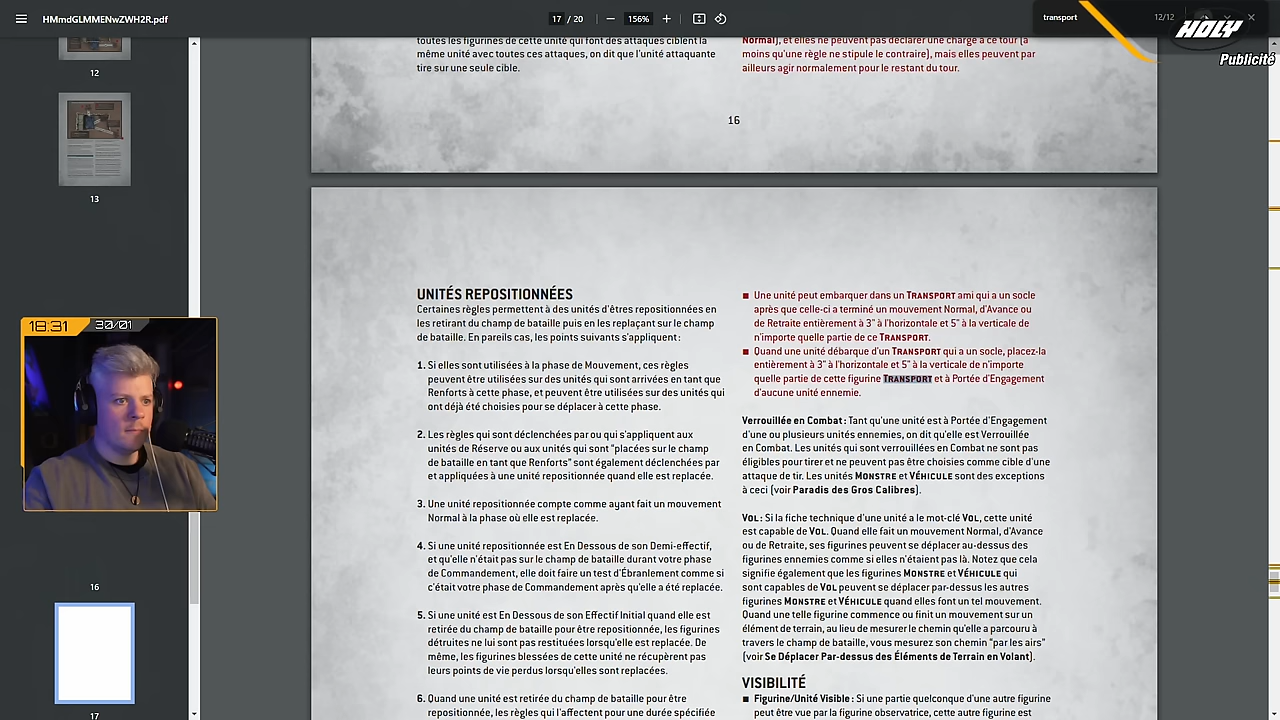 HMmdGLMMENwZWH2R.pdf
17 / 20
156%
transport
12/12
HOLY
Publicité
12
13
16
17
18:31
30/01
toutes les figurines de cette unité qui font des attaques ciblent la
même unité avec toutes ces attaques, on dit que l'unité attaquante
tire sur une seule cible.
Normal), et elles ne peuvent pas déclarer une charge à ce tour (à
moins qu'une règle ne stipule le contraire), mais elles peuvent par
ailleurs agir normalement pour le restant du tour.
16
UNITÉS REPOSITIONNÉES
Certaines règles permettent à des unités d'êtres repositionnées en
les retirant du champ de bataille puis en les replaçant sur le champ
de bataille. En pareils cas, les points suivants s'appliquent :
1. Si elles sont utilisées à la phase de Mouvement, ces règles
peuvent être utilisées sur des unités qui sont arrivées en tant que
Renforts à cette phase, et peuvent être utilisées sur des unités qui
ont déjà été choisies pour se déplacer à cette phase.
2. Les règles qui sont déclenchées par ou qui s'appliquent aux
unités de Réserve ou aux unités qui sont "placées sur le champ
de bataille en tant que Renforts" sont également déclenchées par
et appliquées à une unité repositionnée quand elle est replacée.
3. Une unité repositionnée compte comme ayant fait un mouvement
Normal à la phase où elle est replacée.
4. Si une unité repositionnée est En Dessous de son Demi-effectif,
et qu'elle n'était pas sur le champ de bataille durant votre phase
de Commandement, elle doit faire un test d'Ébranlement comme si
c'était votre phase de Commandement après qu'elle a été replacée.
5. Si une unité est En Dessous de son Effectif Initial quand elle est
retirée du champ de bataille pour être repositionnée, les figurines
détruites ne lui sont pas restituées lorsqu'elle est replacée. De
même, les figurines blessées de cette unité ne récupèrent pas
leurs points de vie perdus lorsqu'elles sont replacées.
6. Quand une unité est retirée du champ de bataille pour être
repositionnée, les règles qui l'affectent pour une durée spécifiée
■ Une unité peut embarquer dans un TRANSPORT ami qui a un socle
après que celle-ci a terminé un mouvement Normal, d'Avance ou
de Retraite entièrement à 3" à l'horizontale et 5" à la verticale de
n'importe quelle partie de ce TRANSPORT.
■ Quand une unité débarque d'un TRANSPORT qui a un socle, placez-la
entièrement à 3" à l'horizontale et 5" à la verticale de n'importe
quelle partie de cette figurine TRANSPORT et à Portée d'Engagement
d'aucune unité ennemie.
Verrouillée en Combat : Tant qu'une unité est à Portée d'Engagement
d'une ou plusieurs unités ennemies, on dit qu'elle est Verrouillée
en Combat. Les unités qui sont verrouillées en Combat ne sont pas
éligibles pour tirer et ne peuvent pas être choisies comme cible d'une
attaque de tir. Les unités MONSTRE et VÉHICULE sont des exceptions
à ceci (voir Paradis des Gros Calibres).
VOL : Si la fiche technique d'une unité a le mot-clé VOL, cette unité
est capable de VOL. Quand elle fait un mouvement Normal, d'Avance
ou de Retraite, ses figurines peuvent se déplacer au-dessus des
figurines ennemies comme si elles n'étaient pas là. Notez que cela
signifie également que les figurines MONSTRE et VÉHICULE qui
sont capables de VOL peuvent se déplacer par-dessus les autres
figurines MONSTRE et VÉHICULE quand elles font un tel mouvement.
Quand une telle figurine commence ou finit un mouvement sur un
élément de terrain, au lieu de mesurer le chemin qu'elle a parcouru à
travers le champ de bataille, vous mesurez son chemin "par les airs"
(voir Se Déplacer Par-dessus des Éléments de Terrain en Volant).
VISIBILITÉ
■ Figurine/Unité Visible : Si une partie quelconque d'une autre figurine
peut être vue par la figurine observatrice, cette autre figurine est